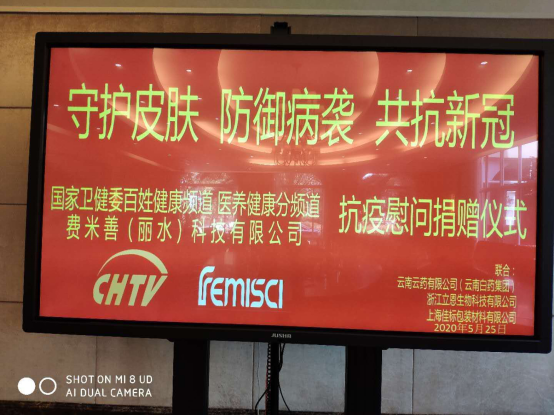 守护皮肤 防御病袭 共抗新冠
国家卫健委百姓健康频道 医养健康分频道
费米善（丽水）科技有限公司
抗疫慰问捐赠仪式
CHTV
FEMISCI
联合：
云南云药有限公司（云南白药集团）
浙江立恩生物科技有限公司
上海佳标包装材料有限公司
2020年5月25日
JUSHR
SHOT ON MI 8 UD
AI DUAL CAMERA